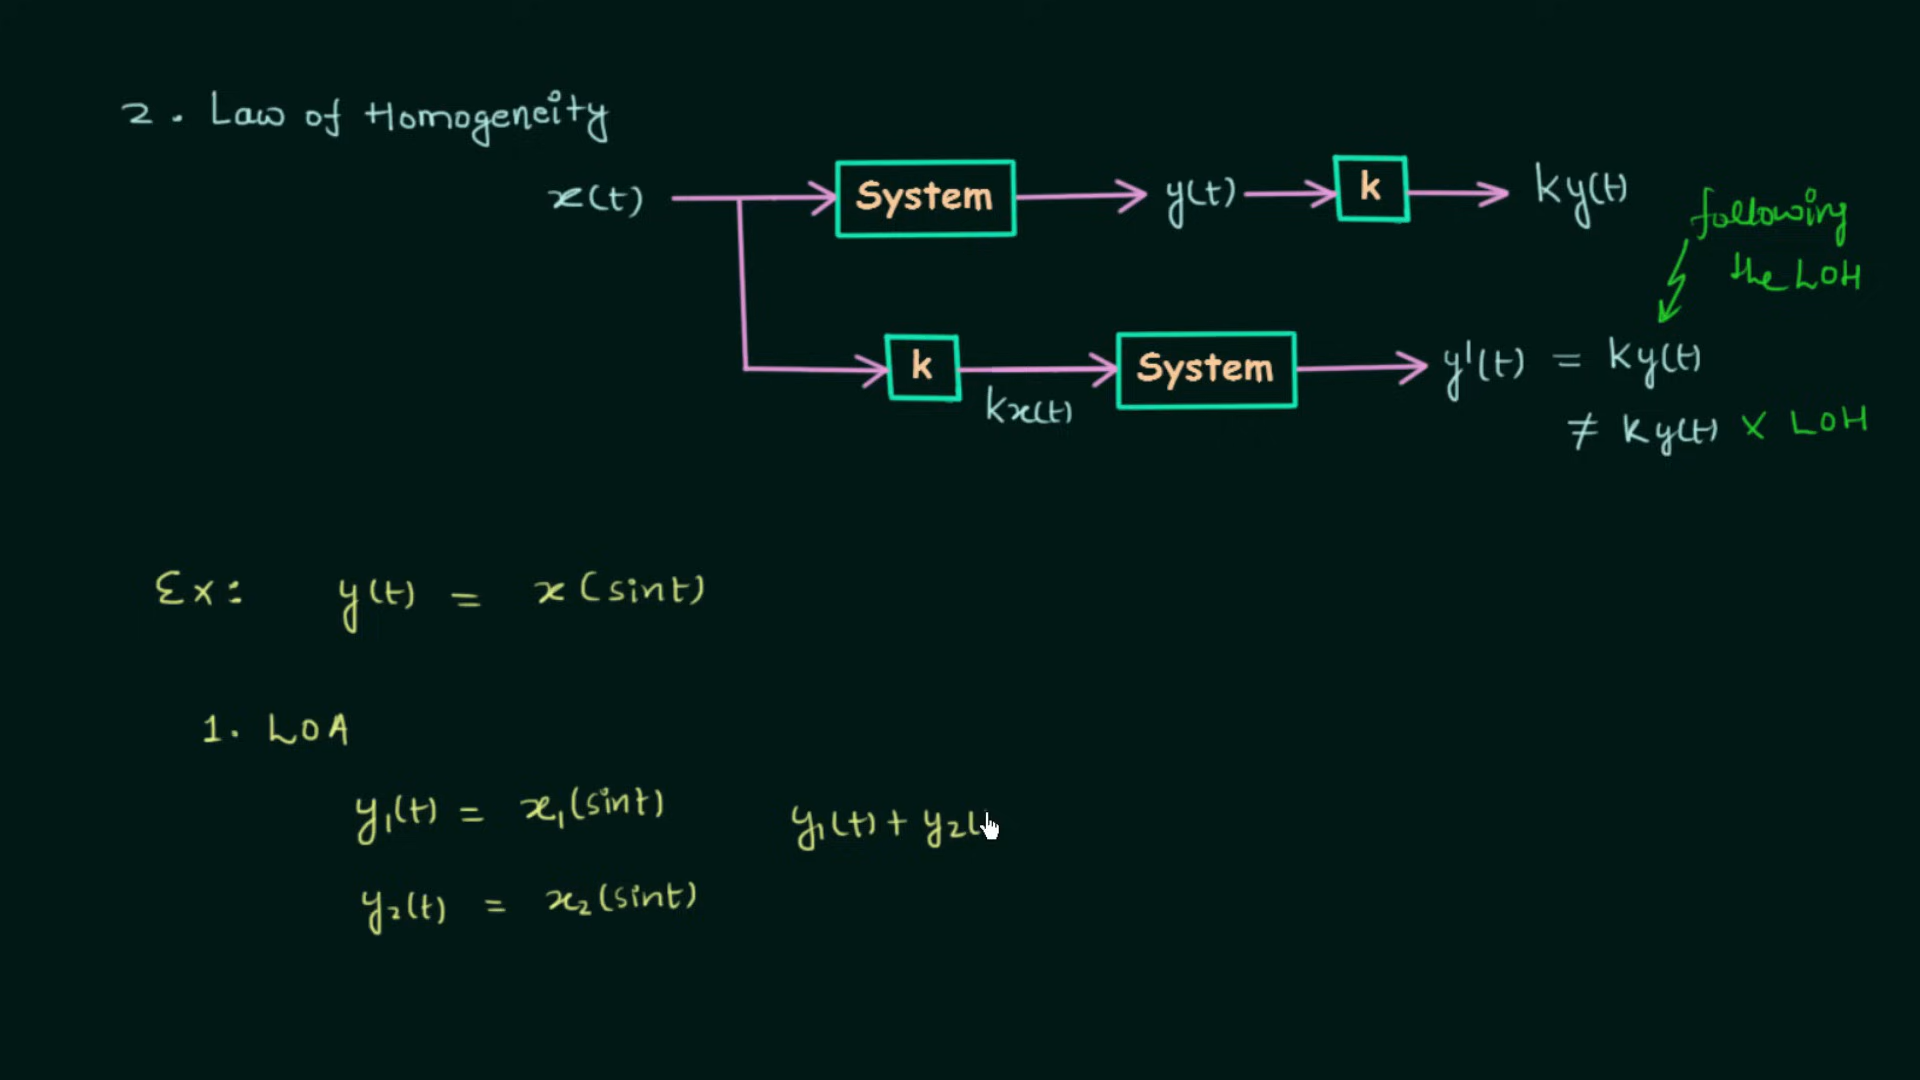 2. Law of Homogeneity
x(t) System y(t) k ky(t)
following
the LOH
k kx(t) System y'(t) = ky(t)
≠ ky(t) X LOH
Ex: y(t) = x(sint)
1. LOA
y₁(t) = x₁(sint) y₁(t) + y₂(
y₂(t) = x₂(sint)